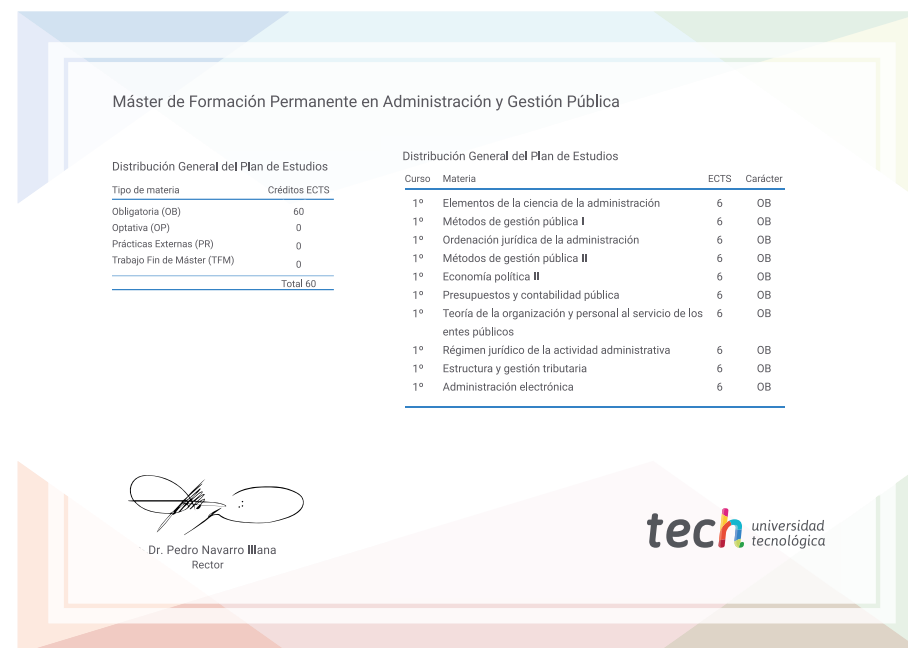 Máster de Formación Permanente en Administración y Gestión Pública
Distribución General del Plan de Estudios
Tipo de materia Créditos ECTS
Obligatoria (OB) 60
Optativa (OP) 0
Prácticas Externas (PR) 0
Trabajo Fin de Máster (TFM) 0
Total 60
Distribución General del Plan de Estudios
Curso Materia ECTS Carácter
1º Elementos de la ciencia de la administración 6 OB
1º Métodos de gestión pública I 6 OB
1º Ordenación jurídica de la administración 6 OB
1º Métodos de gestión pública II 6 OB
1º Economía política II 6 OB
1º Presupuestos y contabilidad pública 6 OB
1º Teoría de la organización y personal al servicio de los 6 OB
entes públicos
1º Régimen jurídico de la actividad administrativa 6 OB
1º Estructura y gestión tributaria 6 OB
1º Administración electrónica 6 OB
Dr. Pedro Navarro Illana
Rector
tech universidad
tecnológica